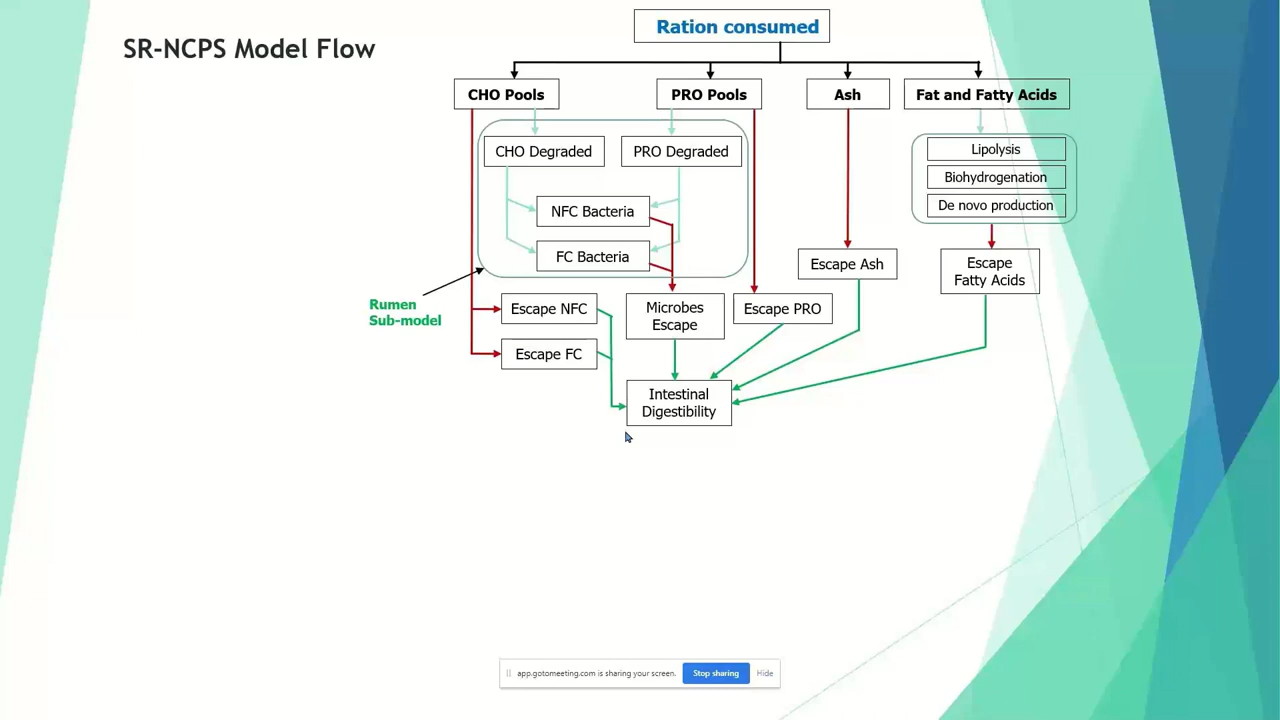 SR-NCPS Model Flow
Ration consumed
CHO Pools
PRO Pools
Ash
Fat and Fatty Acids
CHO Degraded
PRO Degraded
Lipolysis
Biohydrogenation
De novo production
NFC Bacteria
FC Bacteria
Escape Ash
Escape
Fatty Acids
Rumen
Sub-model
Escape NFC
Microbes
Escape
Escape PRO
Escape FC
Intestinal
Digestibility
app.gotomeeting.com is sharing your screen.
Stop sharing
Hide